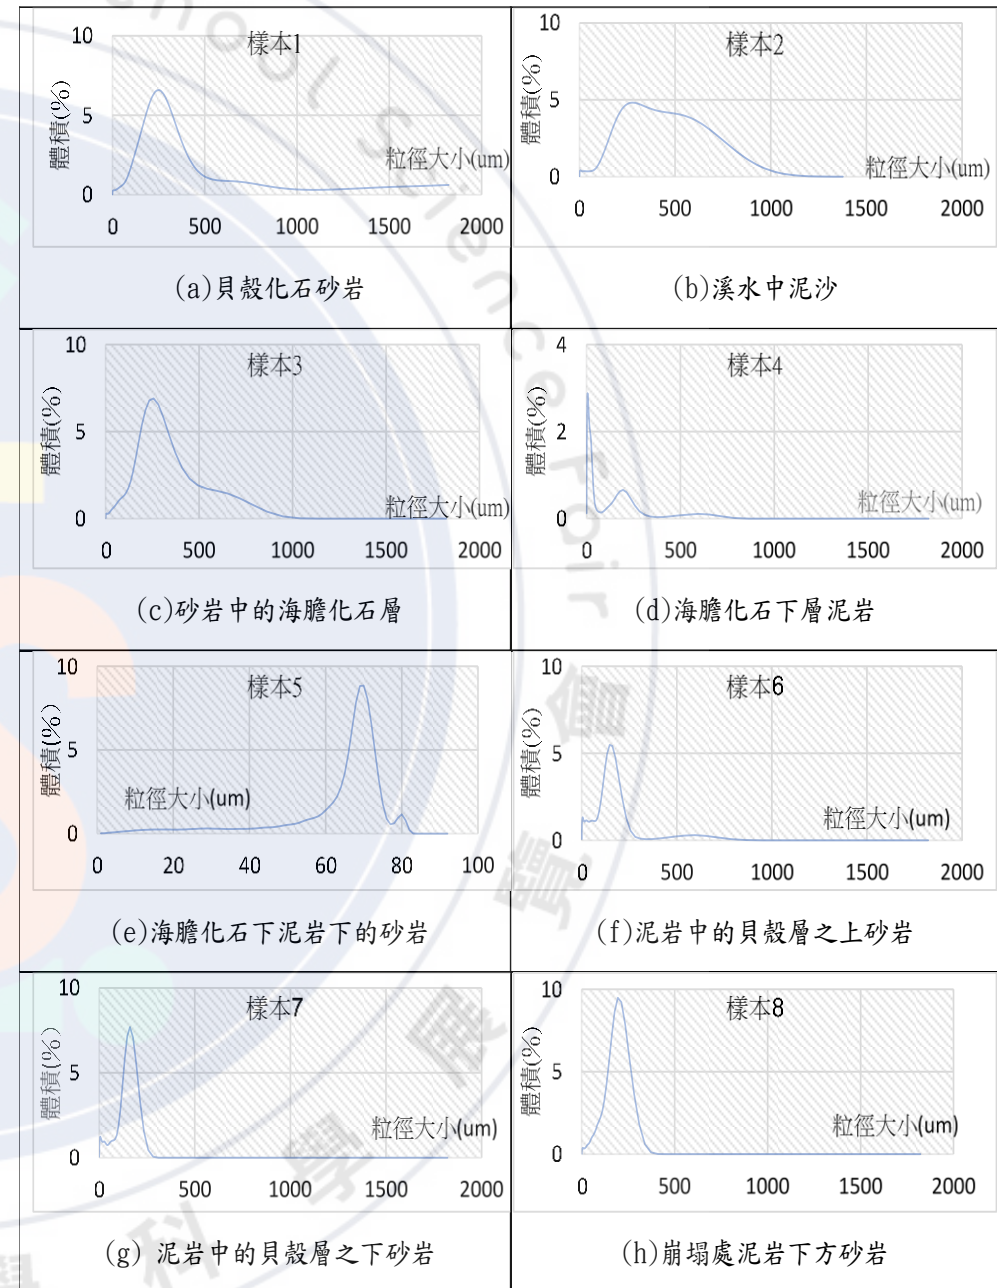 樣本1
體積(%)
10
5
0
粒徑大小(um)
0 500 1000 1500 2000
(a)貝殼化石砂岩
樣本2
體積(%)
10
5
0
粒徑大小(um)
0 500 1000 1500 2000
(b)溪水中泥沙
樣本3
體積(%)
10
5
0
粒徑大小(um)
0 500 1000 1500 2000
(c)砂岩中的海膽化石層
樣本4
體積(%)
4
2
0
粒徑大小(um)
0 500 1000 1500 2000
(d)海膽化石下層泥岩
樣本5
體積(%)
10
5
0
粒徑大小(um)
0 20 40 60 80 100
(e)海膽化石下泥岩下的砂岩
樣本6
體積(%)
10
5
0
粒徑大小(um)
0 500 1000 1500 2000
(f)泥岩中的貝殼層之上砂岩
樣本7
體積(%)
10
5
0
粒徑大小(um)
0 500 1000 1500 2000
(g) 泥岩中的貝殼層之下砂岩
樣本8
體積(%)
10
5
0
粒徑大小(um)
0 500 1000 1500 2000
(h)崩塌處泥岩下方砂岩
hool Science Fair
學科學展覽會